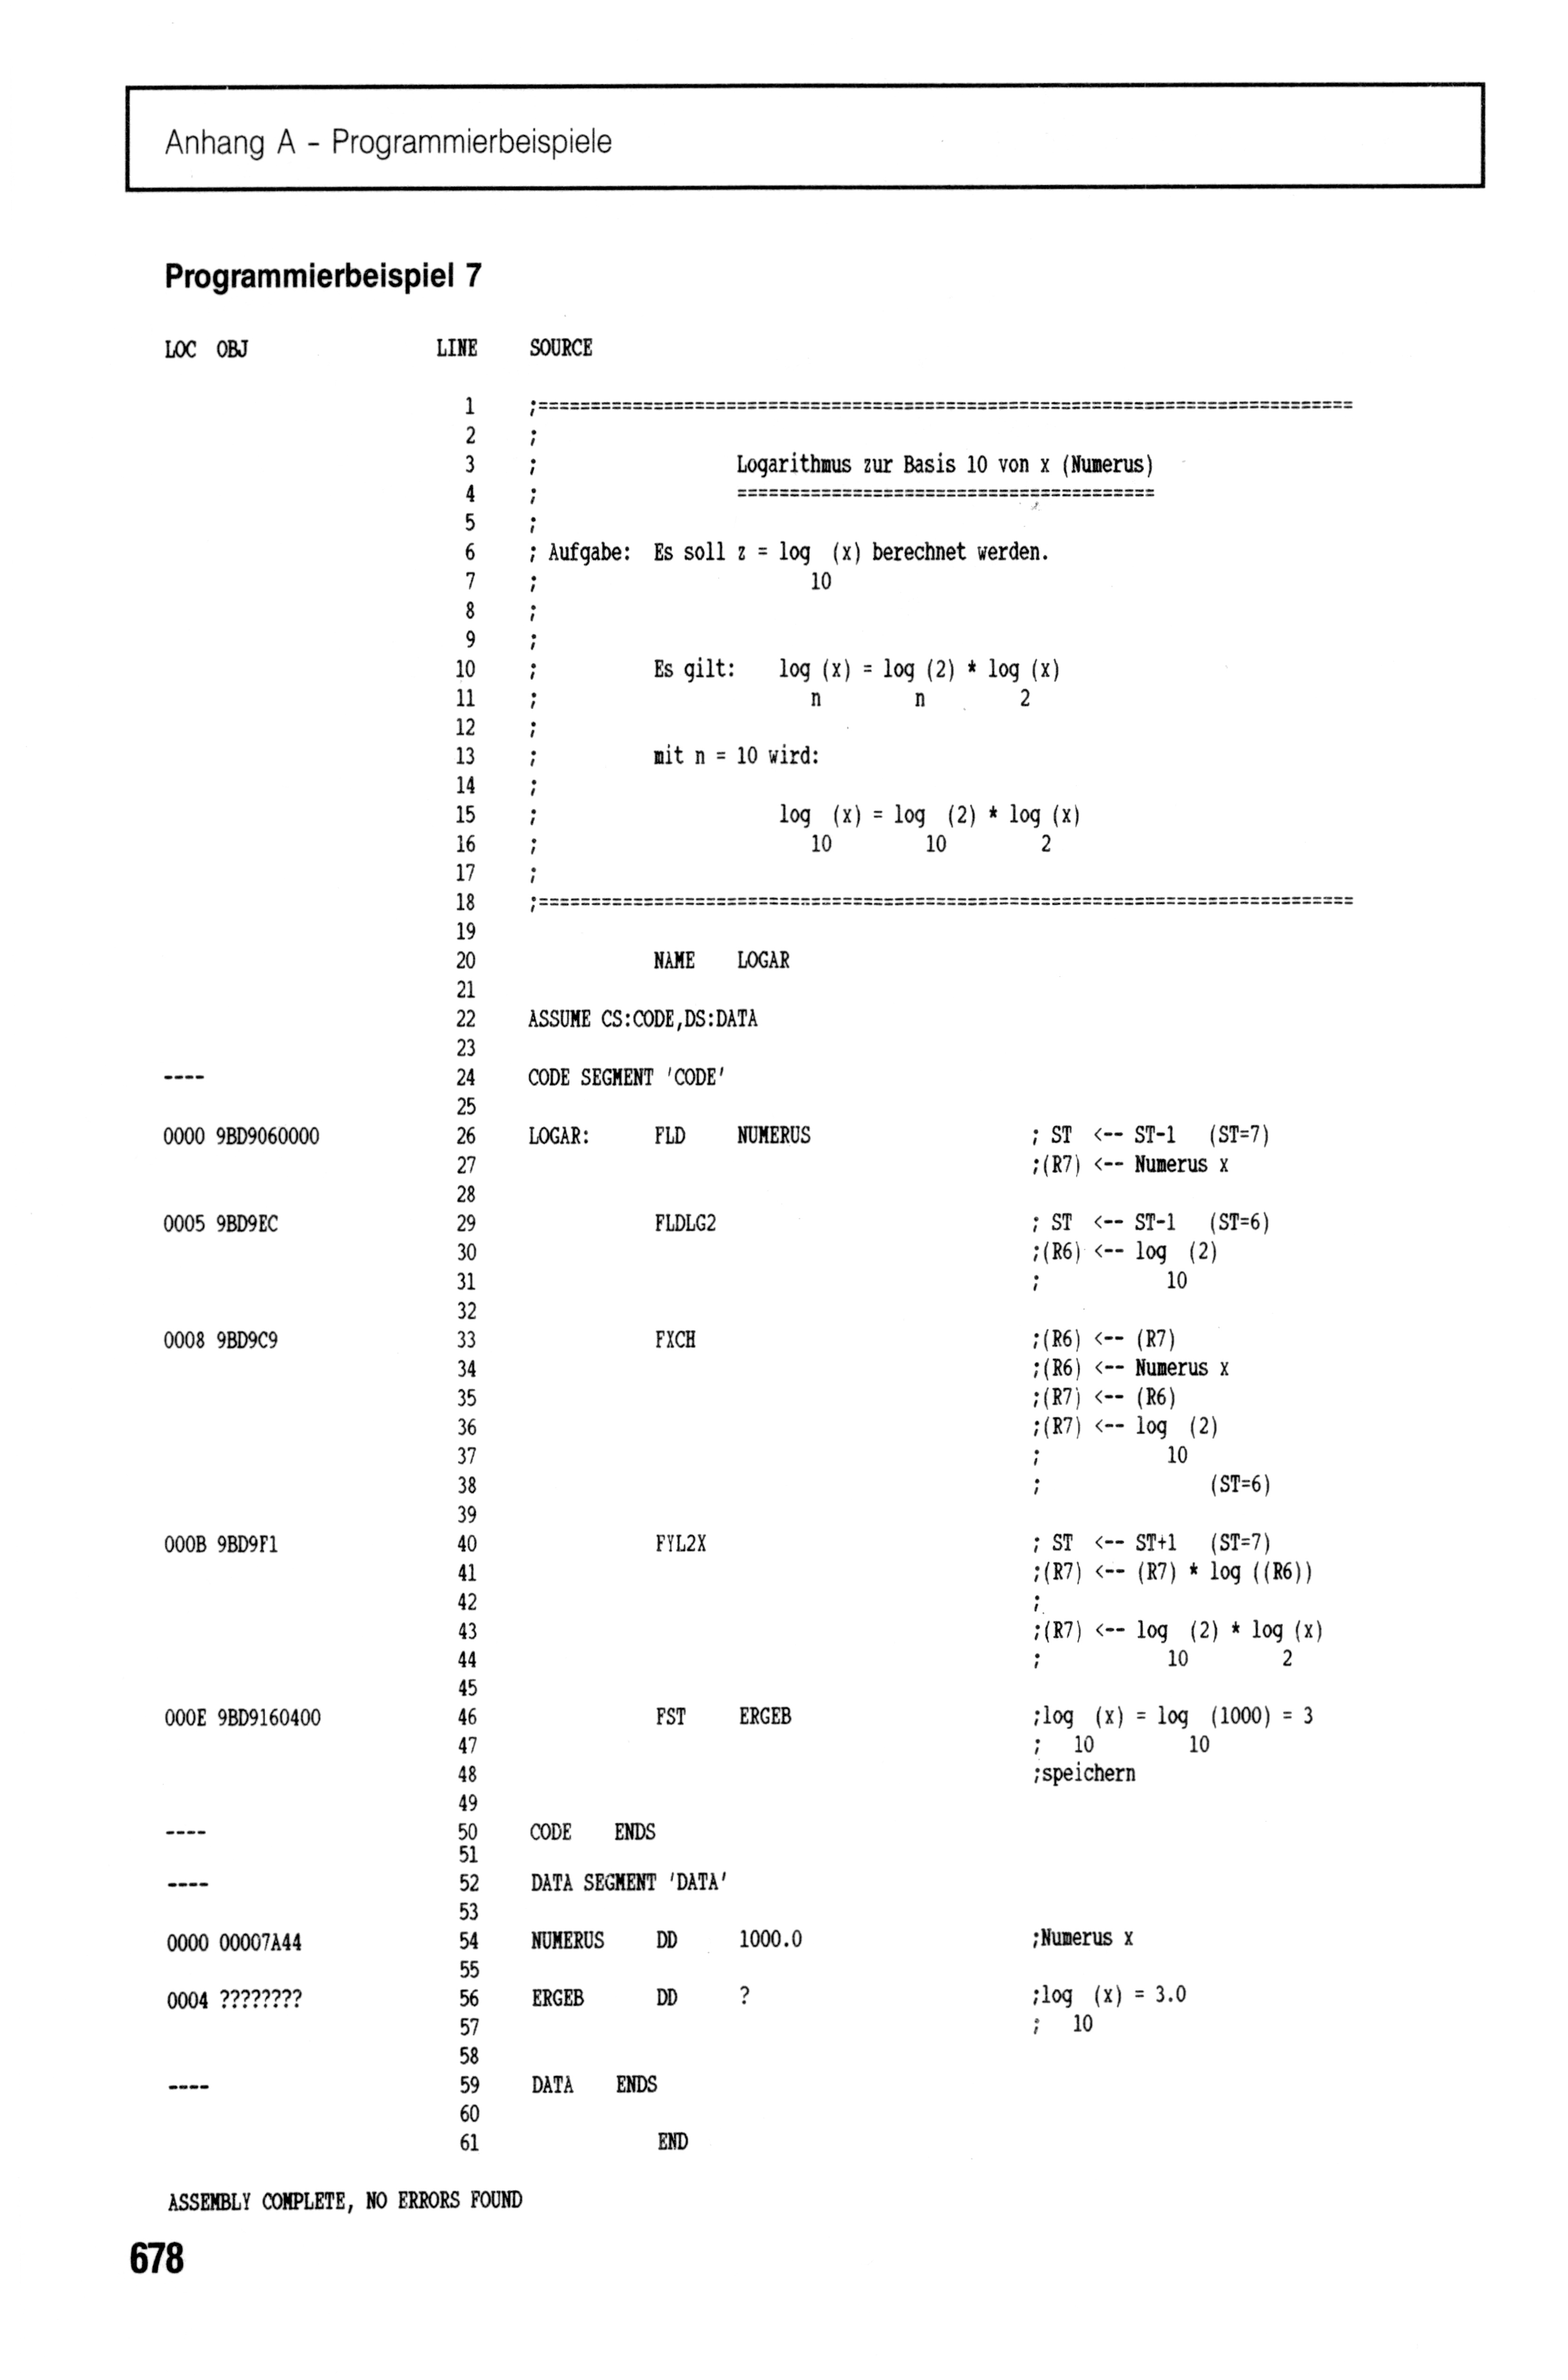 Anhang A - Programmierbeispiele
Programmierbeispiel 7
LOC OBJ LINE SOURCE
1 ;==============================================================================
2 ;
3 ; Logarithmus zur Basis 10 von x (Numerus)
4 ; ========================================
5 ;
6 ; Aufgabe: Es soll z = log (x) berechnet werden.
7 ; 10
8 ;
9 ;
10 ; Es gilt: log (x) = log (2) * log (x)
11 ; n n 2
12 ;
13 ; mit n = 10 wird:
14 ;
15 ; log (x) = log (2) * log (x)
16 ; 10 10 2
17 ;
18 ;==============================================================================
19
20 NAME LOGAR
21
22 ASSUME CS:CODE,DS:DATA
23
---- 24 CODE SEGMENT 'CODE'
25
0000 9BD9060000 26 LOGAR: FLD NUMERUS ; ST <-- ST-1 (ST=7)
27 ;(R7) <-- Numerus x
28
0005 9BD9EC 29 FLDLG2 ; ST <-- ST-1 (ST=6)
30 ;(R6) <-- log (2)
31 ; 10
32
0008 9BD9C9 33 FXCH ;(R6) <-- (R7)
34 ;(R6) <-- Numerus x
35 ;(R7) <-- (R6)
36 ;(R7) <-- log (2)
37 ; 10
38 ; (ST=6)
39
000B 9BD9F1 40 FYL2X ; ST <-- ST+1 (ST=7)
41 ;(R7) <-- (R7) * log ((R6))
42 ;
43 ;(R7) <-- log (2) * log (x)
44 ; 10 2
45
000E 9BD9160400 46 FST ERGEB ;log (x) = log (1000) = 3
47 ; 10 10
48 ;speichern
49
---- 50 CODE ENDS
51
---- 52 DATA SEGMENT 'DATA'
53
0000 00007A44 54 NUMERUS DD 1000.0 ;Numerus x
55
0004 ???????? 56 ERGEB DD ? ;log (x) = 3.0
57 ; 10
58
---- 59 DATA ENDS
60
61 END
ASSEMBLY COMPLETE, NO ERRORS FOUND
678